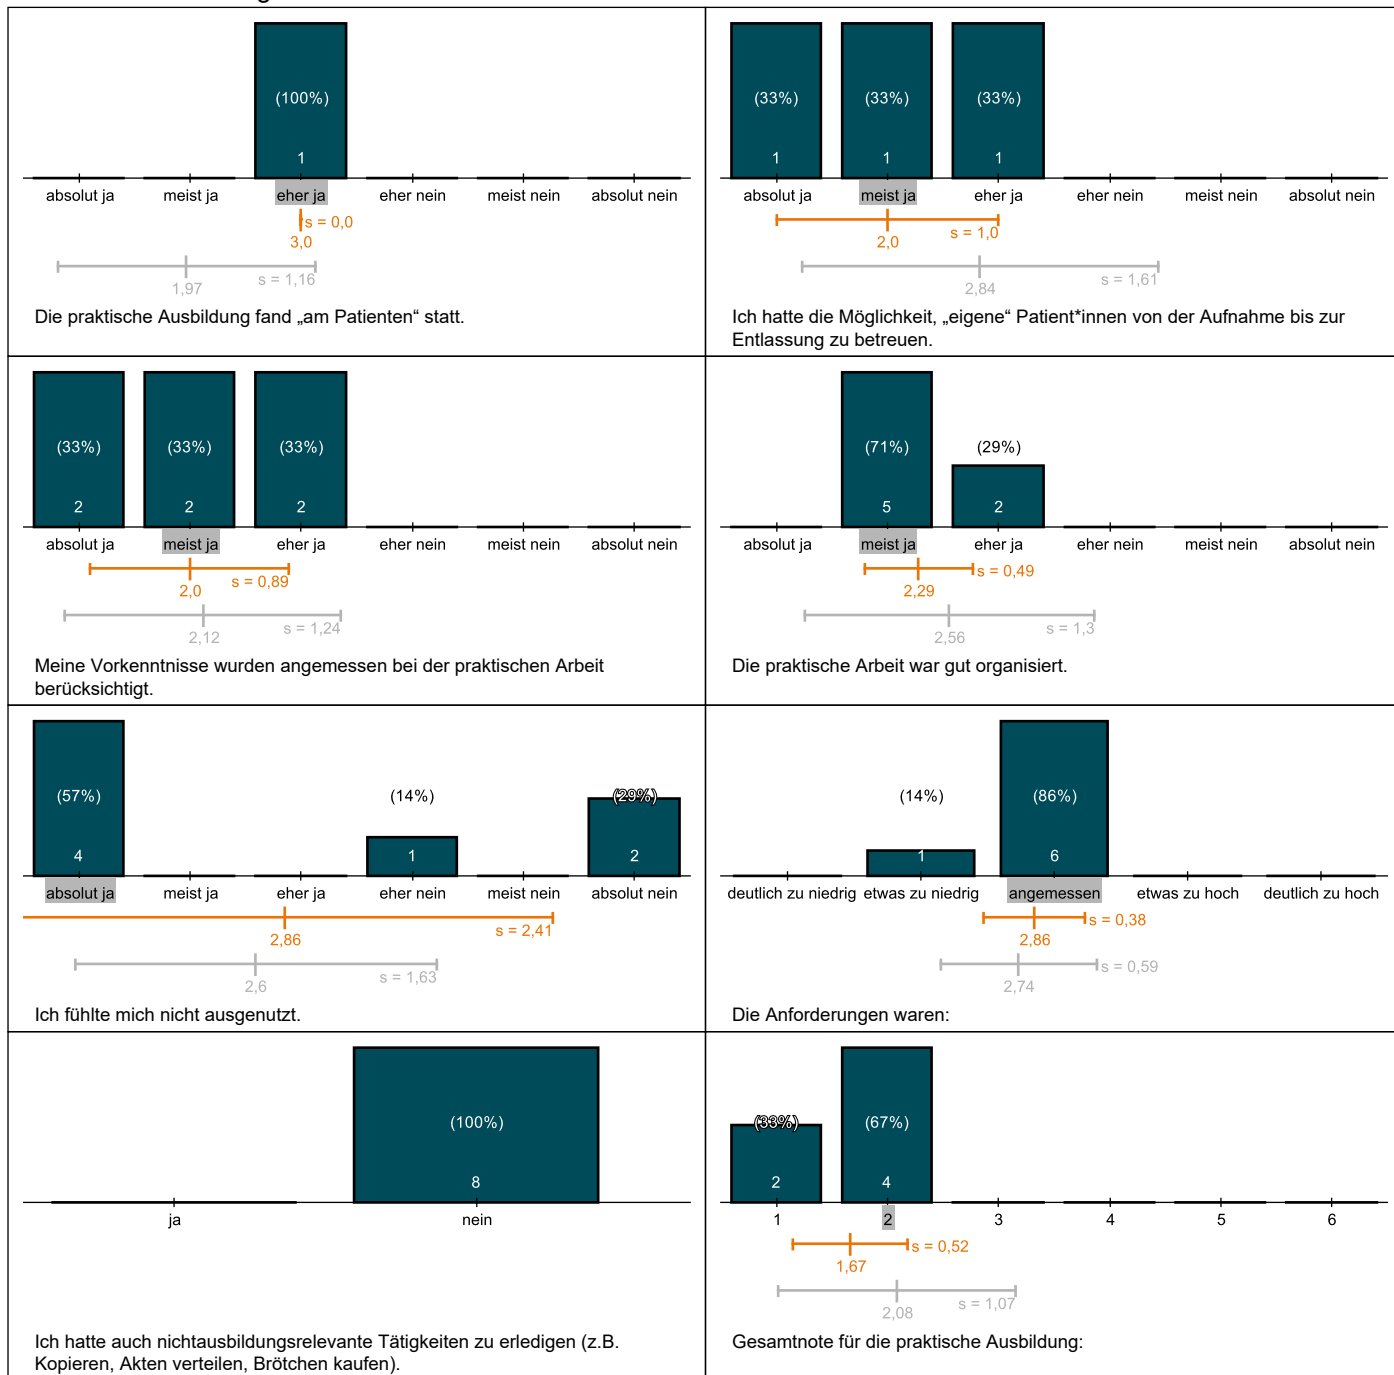 (100%)
1
absolut ja meist ja eher ja eher nein meist nein absolut nein
s = 0,0
3,0
s = 1,16
1,97
Die praktische Ausbildung fand „am Patienten“ statt.
(33%) (33%) (33%)
1 1 1
absolut ja meist ja eher ja eher nein meist nein absolut nein
s = 1,0
2,0
s = 1,61
2,84
Ich hatte die Möglichkeit, „eigene“ Patient*innen von der Aufnahme bis zur
Entlassung zu betreuen.
(33%) (33%) (33%)
2 2 2
absolut ja meist ja eher ja eher nein meist nein absolut nein
s = 0,89
2,0
s = 1,24
2,12
Meine Vorkenntnisse wurden angemessen bei der praktischen Arbeit
berücksichtigt.
(71%) (29%)
5 2
absolut ja meist ja eher ja eher nein meist nein absolut nein
s = 0,49
2,29
s = 1,3
2,56
Die praktische Arbeit war gut organisiert.
(57%) (14%) (29%)
4 1 2
absolut ja meist ja eher ja eher nein meist nein absolut nein
s = 2,41
2,86
s = 1,63
2,6
Ich fühlte mich nicht ausgenutzt.
(14%) (86%)
1 6
deutlich zu niedrig etwas zu niedrig angemessen etwas zu hoch deutlich zu hoch
s = 0,38
2,86
s = 0,59
2,74
Die Anforderungen waren:
(100%)
8
ja nein
Ich hatte auch nichtausbildungsrelevante Tätigkeiten zu erledigen (z.B.
Kopieren, Akten verteilen, Brötchen kaufen).
(33%) (67%)
2 4
1 2 3 4 5 6
s = 0,52
1,67
s = 1,07
2,08
Gesamtnote für die praktische Ausbildung: